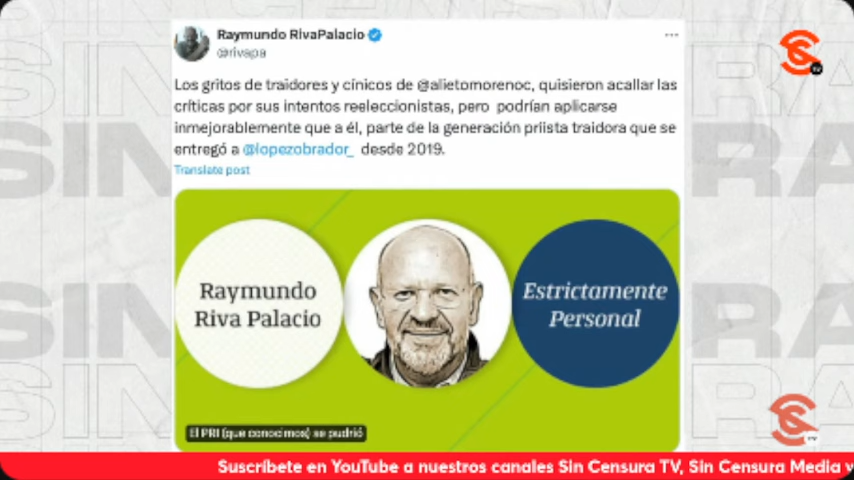 Raymundo RivaPalacio
@rivapa
Los gritos de traidores y cínicos de @alietomorenoc, quisieron acallar las
críticas por sus intentos reeleccionistas, pero podrían aplicarse
inmejorablemente que a él, parte de la generación priista traidora que se
entregó a @lopezobrador_ desde 2019.
Translate post
Raymundo
Riva Palacio
Estrictamente
Personal
El PRI (que conocimos) se pudrió
Suscríbete en YouTube a nuestros canales Sin Censura TV, Sin Censura Media y